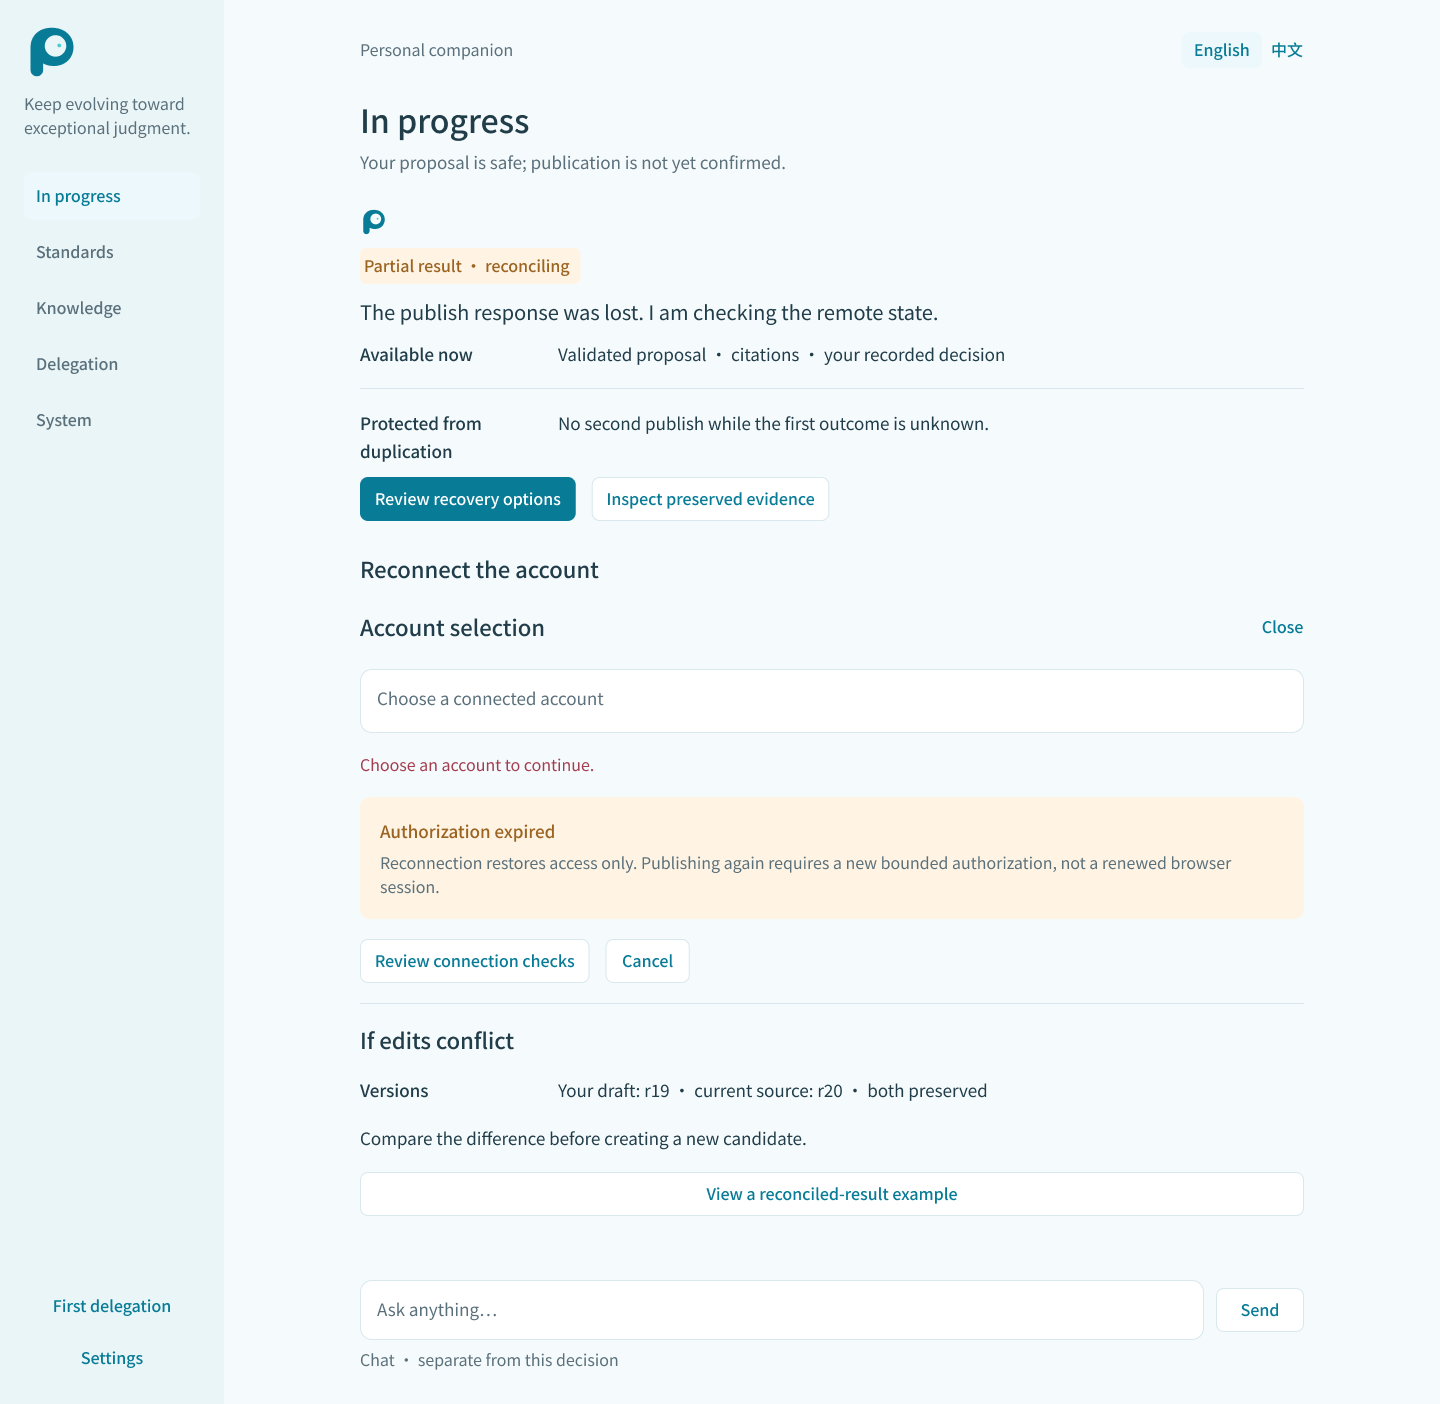 Keep evolving toward
exceptional judgment.
In progress
Standards
Knowledge
Delegation
System
First delegation
Settings
Personal companion
English 中文
In progress
Your proposal is safe; publication is not yet confirmed.
Partial result • reconciling
The publish response was lost. I am checking the remote state.
Available now Validated proposal • citations • your recorded decision
Protected from No second publish while the first outcome is unknown.
duplication
Review recovery options Inspect preserved evidence
Reconnect the account
Account selection Close
Choose a connected account
Choose an account to continue.
Authorization expired
Reconnection restores access only. Publishing again requires a new bounded authorization, not a renewed browser
session.
Review connection checks Cancel
If edits conflict
Versions Your draft: r19 • current source: r20 • both preserved
Compare the difference before creating a new candidate.
View a reconciled-result example
Ask anything… Send
Chat • separate from this decision